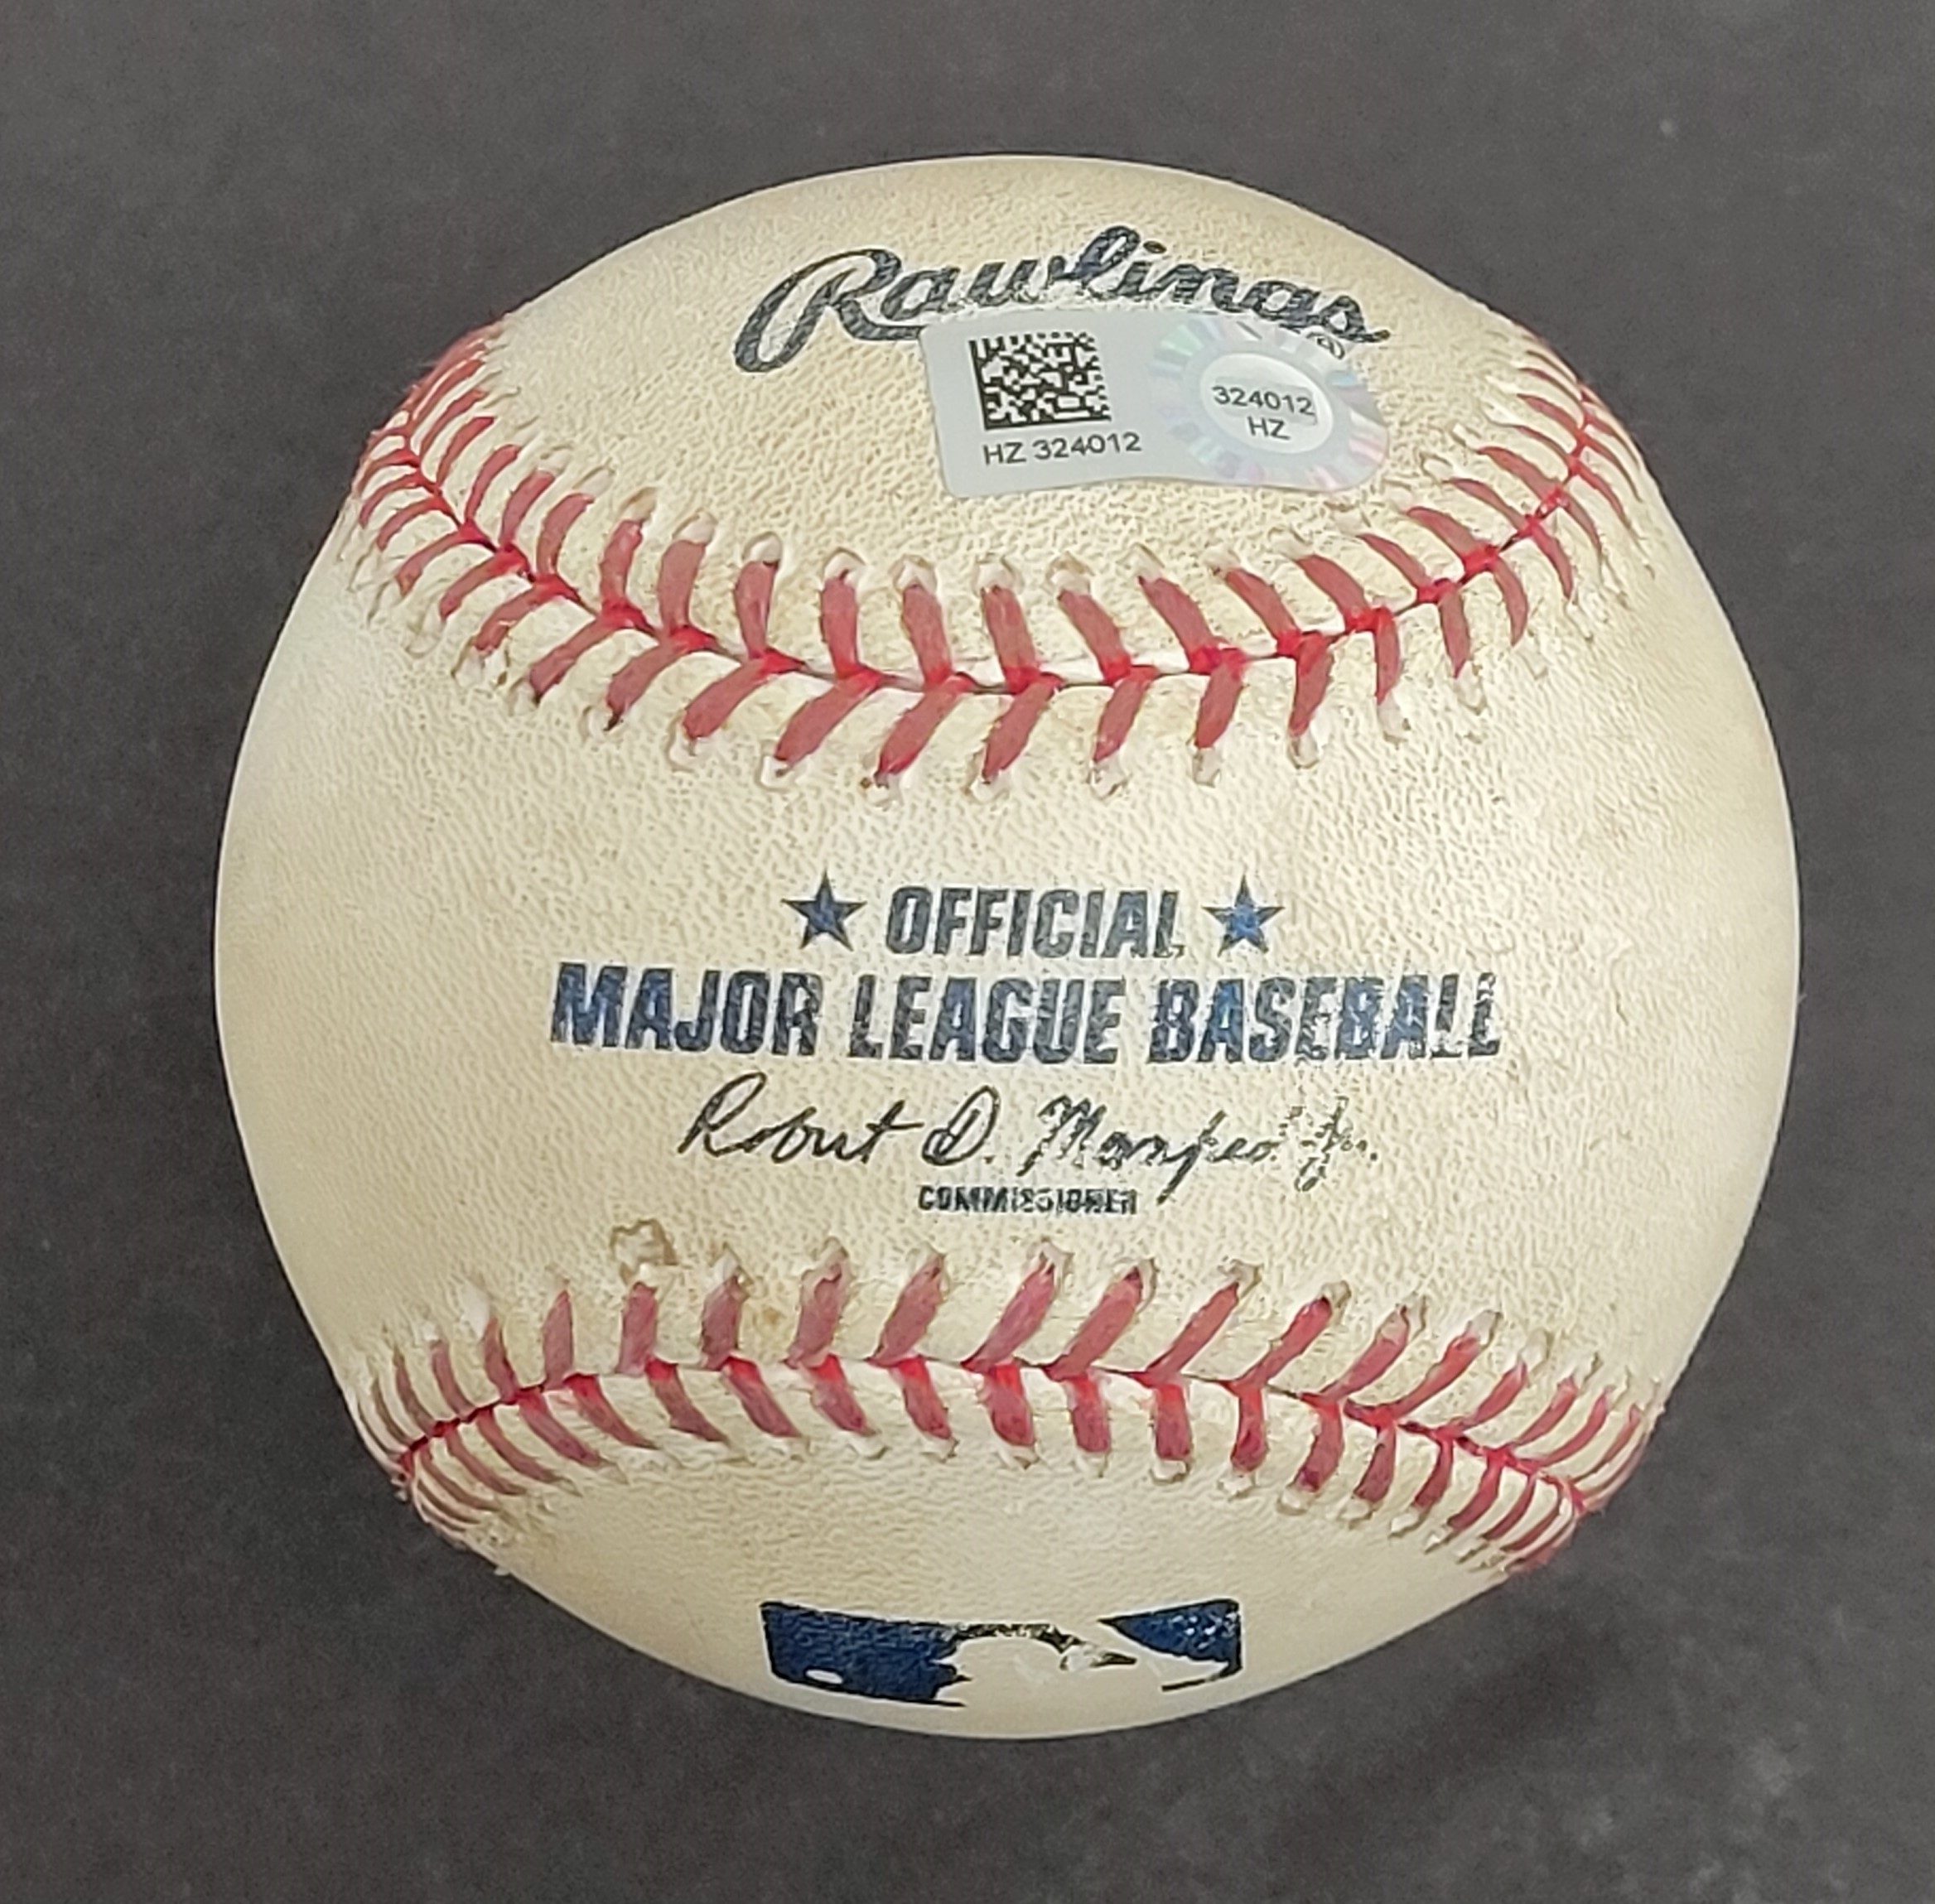 Rawlings
®
HZ 324012
324012
HZ
★ OFFICIAL ★
MAJOR LEAGUE BASEBALL
Robert D. Manfred Jr.
COMMISSIONER